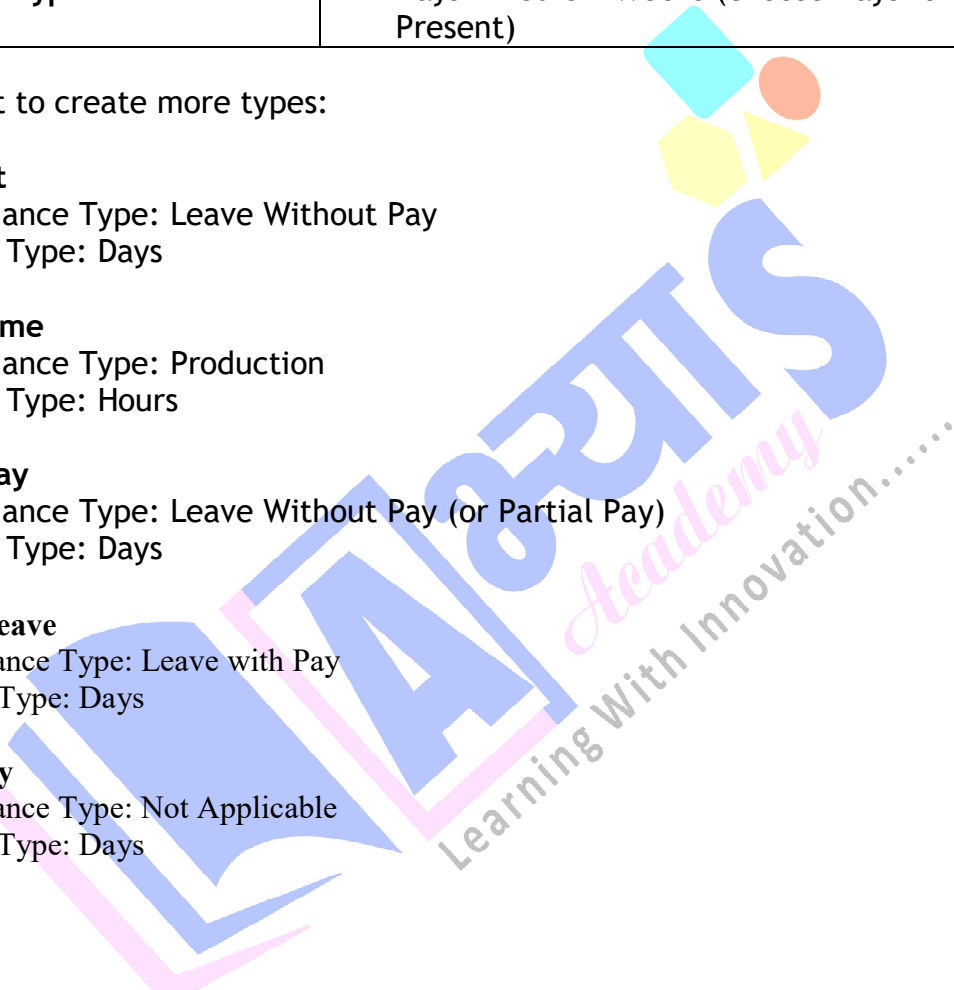 Present)
t to create more types:
t
ance Type: Leave Without Pay
Type: Days
me
ance Type: Production
Type: Hours
ay
ance Type: Leave Without Pay (or Partial Pay)
Type: Days
eave
ance Type: Leave with Pay
Type: Days
y
ance Type: Not Applicable
Type: Days
A अभ्यास
Academy
Learning With Innovation.....